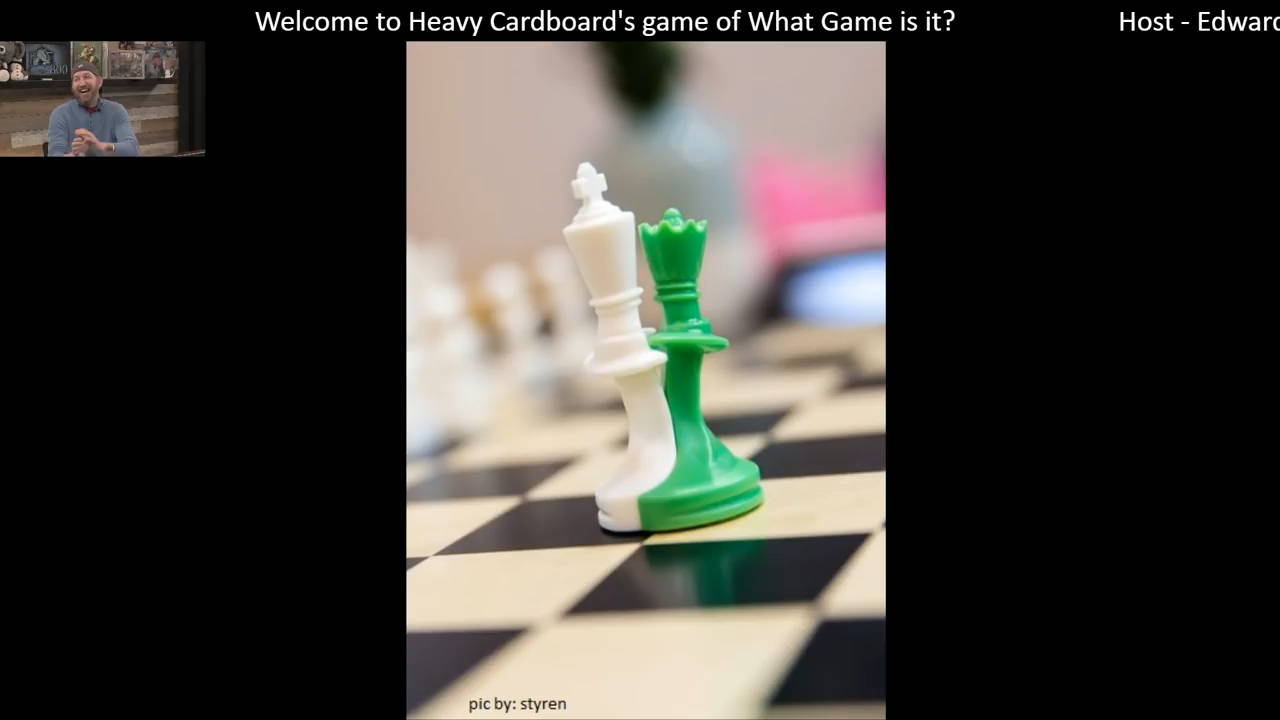 Welcome to Heavy Cardboard's game of What Game is it?
Host - Edward
pic by: styren